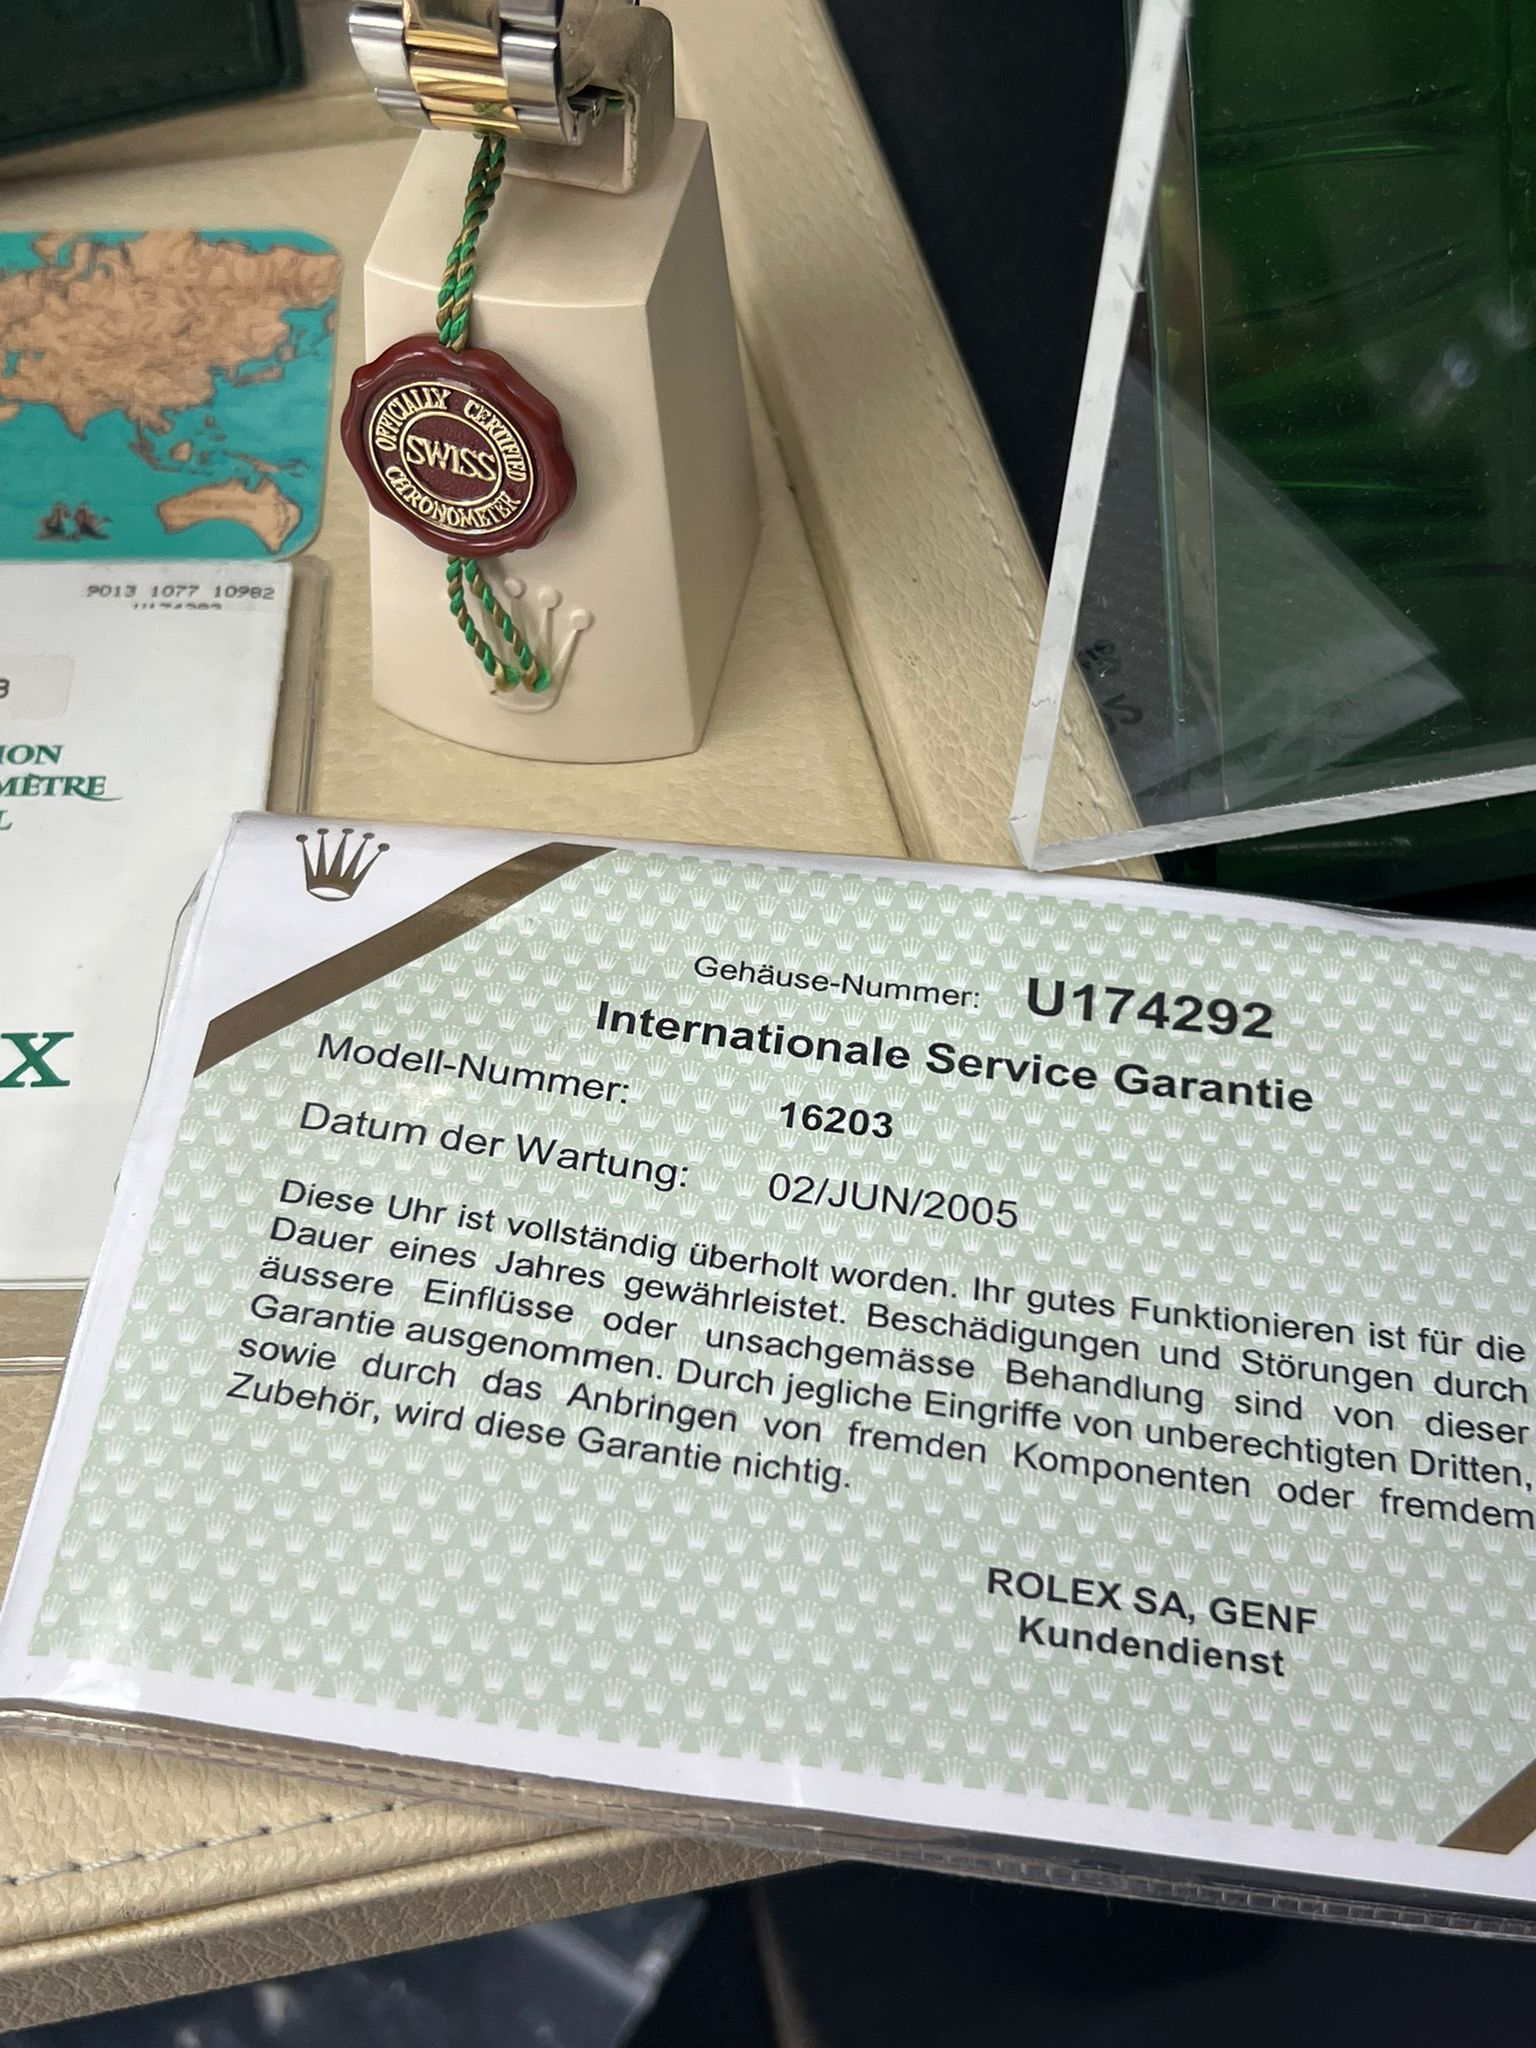 OFFICIALLY CERTIFIED
SWISS
CHRONOMETER
9013 1077 10982
ION
MÈTRE
L
X
Gehäuse-Nummer: U174292
Internationale Service Garantie
Modell-Nummer: 16203
Datum der Wartung: 02/JUN/2005
Diese Uhr ist vollständig überholt worden. Ihr gutes Funktionieren ist für die
Dauer eines Jahres gewährleistet. Beschädigungen und Störungen durch
äussere Einflüsse oder unsachgemässe Behandlung sind von dieser
Garantie ausgenommen. Durch jegliche Eingriffe von unberechtigten Dritten,
sowie durch das Anbringen von fremden Komponenten oder fremdem
Zubehör, wird diese Garantie nichtig.
ROLEX SA, GENF
Kundendienst